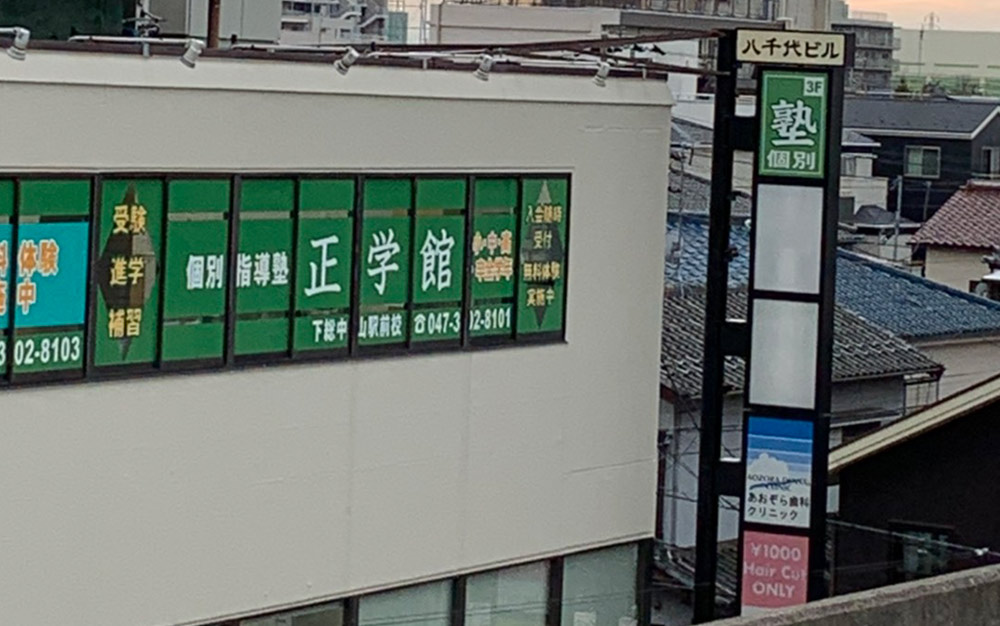 体験
中
02-8103
受験
進学
補習
個別指導塾
正学館
下総中山駅前校 ☎047-302-8101
小・中・高
入会随時
受付
無料体験
実施中
八千代ビル
3F
塾
個別
AOZORA DENTAL
CLINIC
あおぞら歯科
クリニック
¥1000
Hair Cut
ONLY